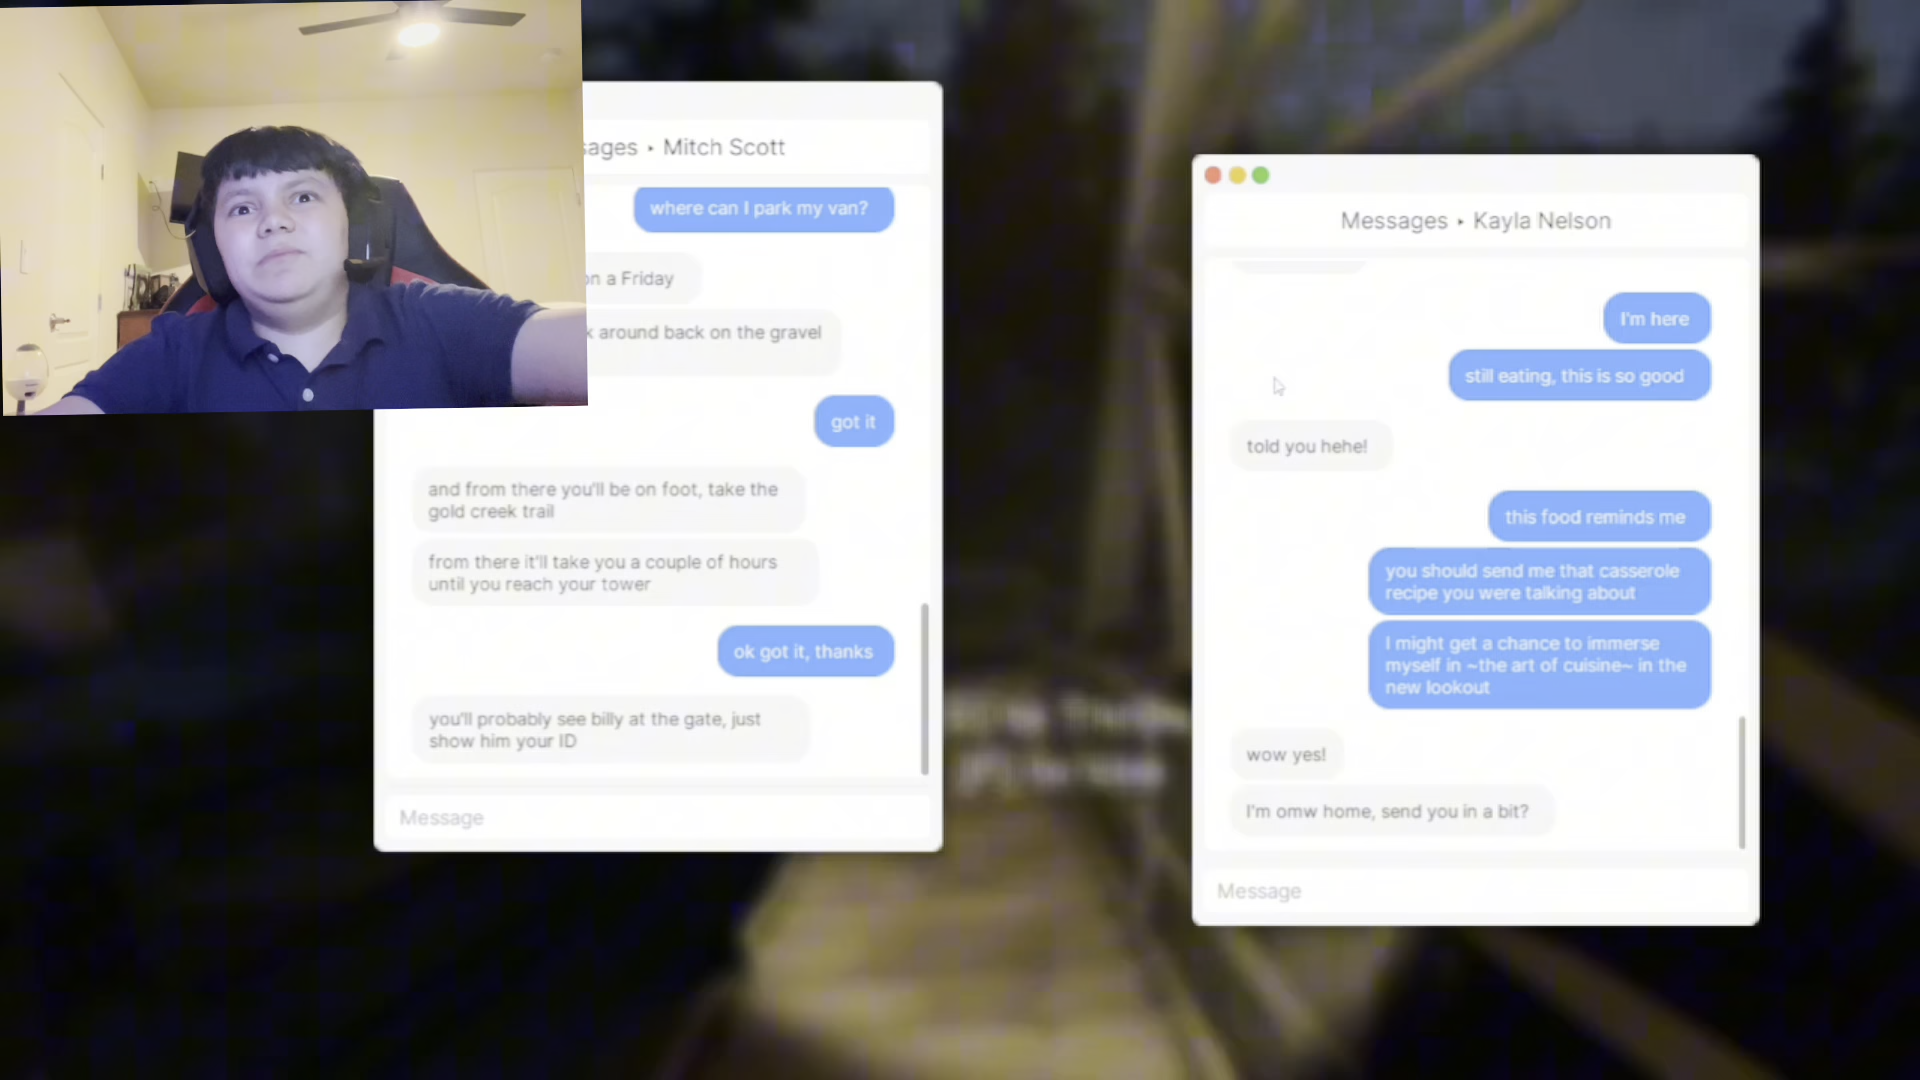 sages ‣ Mitch Scott
where can I park my van?
on a Friday
around back on the gravel
got it
and from there you'll be on foot, take the
gold creek trail
from there it'll take you a couple of hours
until you reach your tower
ok got it, thanks
you'll probably see billy at the gate, just
show him your ID
Message
Messages ‣ Kayla Nelson
I'm here
still eating, this is so good
told you hehe!
this food reminds me
you should send me that casserole
recipe you were talking about
I might get a chance to immerse
myself in ~the art of cuisine~ in the
new lookout
wow yes!
I'm omw home, send you in a bit?
Message